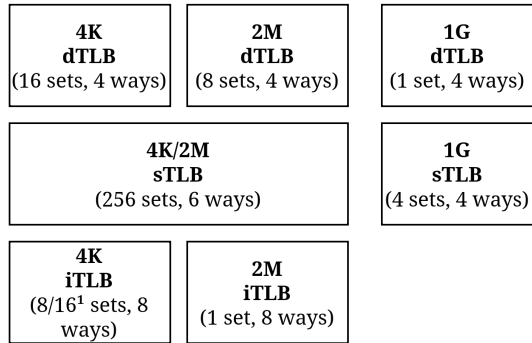 4K
dTLB
(16 sets, 4 ways)
2M
dTLB
(8 sets, 4 ways)
1G
dTLB
(1 set, 4 ways)
4K/2M
sTLB
(256 sets, 6 ways)
1G
sTLB
(4 sets, 4 ways)
4K
iTLB
(8/16¹ sets, 8
ways)
2M
iTLB
(1 set, 8 ways)